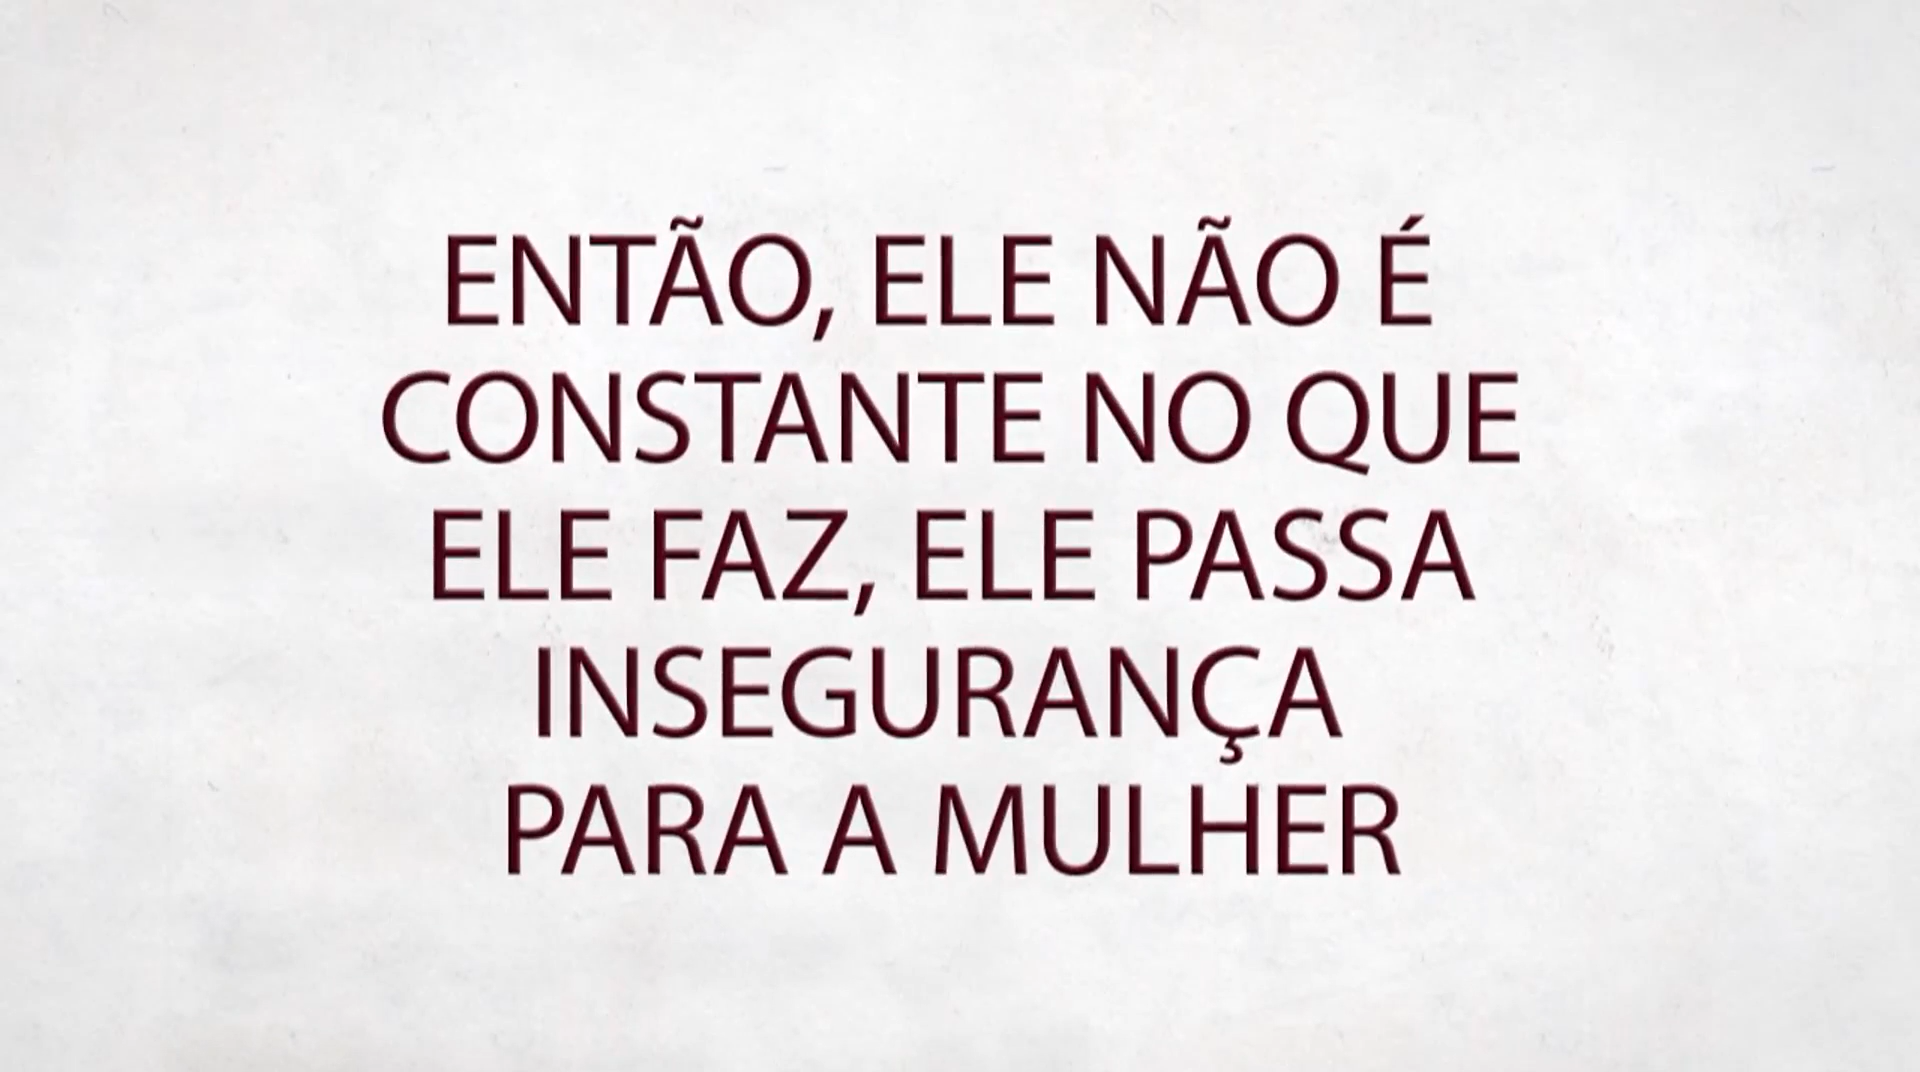 ENTÃO, ELE NÃO É
CONSTANTE NO QUE
ELE FAZ, ELE PASSA
INSEGURANÇA
PARA A MULHER